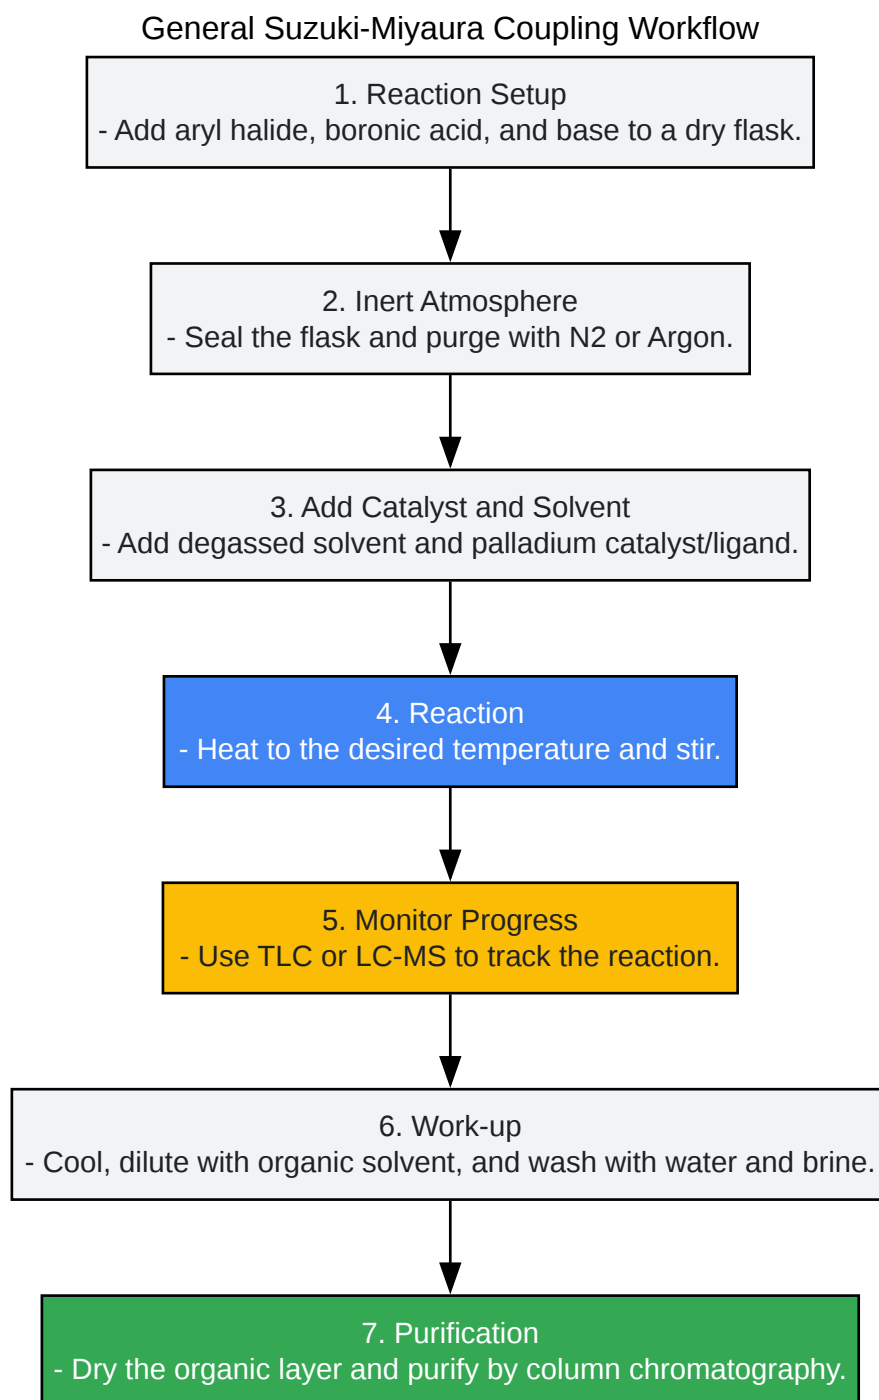 General Suzuki-Miyaura Coupling Workflow
1. Reaction Setup
- Add aryl halide, boronic acid, and base to a dry flask.
2. Inert Atmosphere
- Seal the flask and purge with N2 or Argon.
3. Add Catalyst and Solvent
- Add degassed solvent and palladium catalyst/ligand.
4. Reaction
- Heat to the desired temperature and stir.
5. Monitor Progress
- Use TLC or LC-MS to track the reaction.
6. Work-up
- Cool, dilute with organic solvent, and wash with water and brine.
7. Purification
- Dry the organic layer and purify by column chromatography.